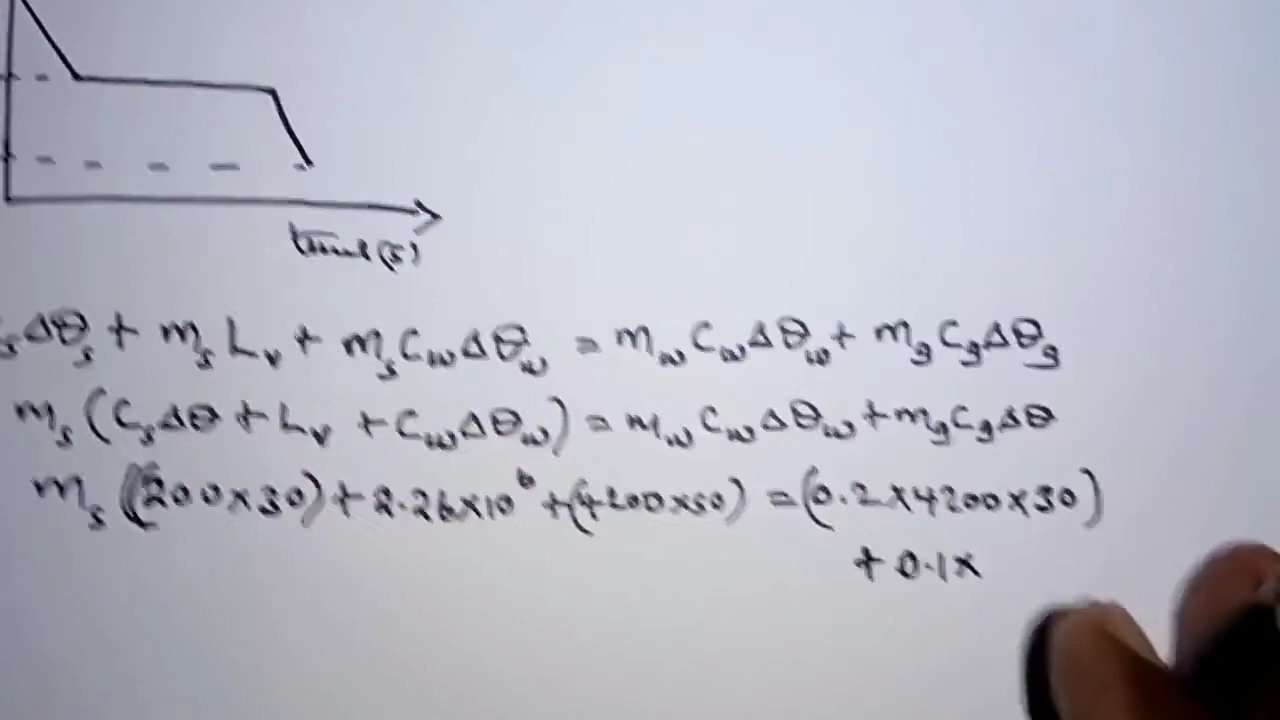 time(s)
sΔθs + ms Lv + ms Cw Δθw = mw Cw Δθw + mg Cg Δθg
ms (Cs Δθ + Lv + Cw Δθw) = mw Cw Δθw + mg Cg Δθ
ms ((200×30) + 2.26×10⁶ + (4200×50) = (0.2×4200×30)
+ 0.1×